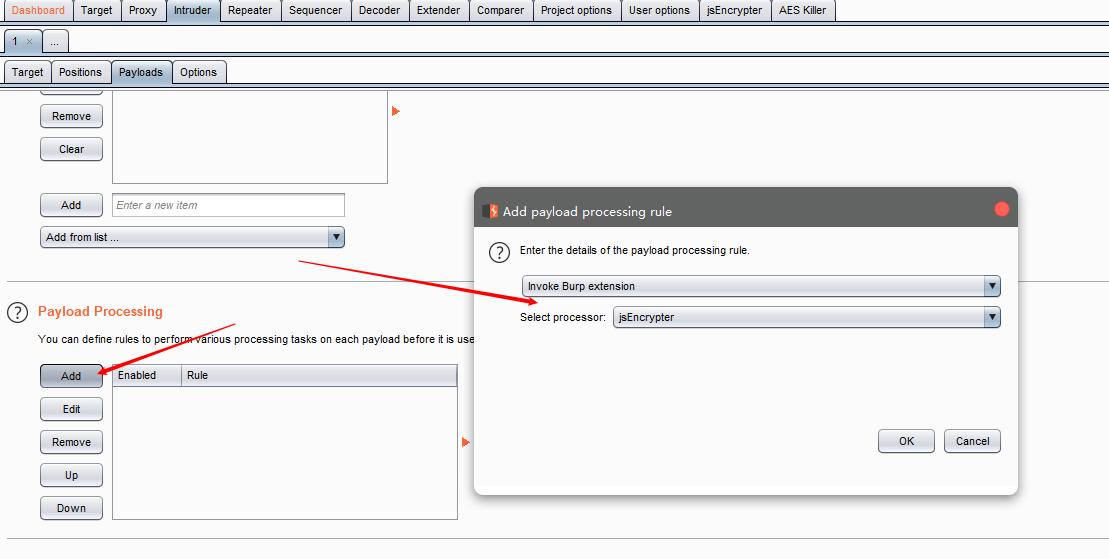 Dashboard Target Proxy Intruder Repeater Sequencer Decoder Extender Comparer Project options User options jsEncrypter AES Killer
1 × ...
Target Positions Payloads Options
Remove
Clear
Add Enter a new item
Add from list ...
? Payload Processing
You can define rules to perform various processing tasks on each payload before it is use
Add Enabled Rule
Edit
Remove
Up
Down
Add payload processing rule
? Enter the details of the payload processing rule.
Invoke Burp extension
Select processor: jsEncrypter
OK Cancel